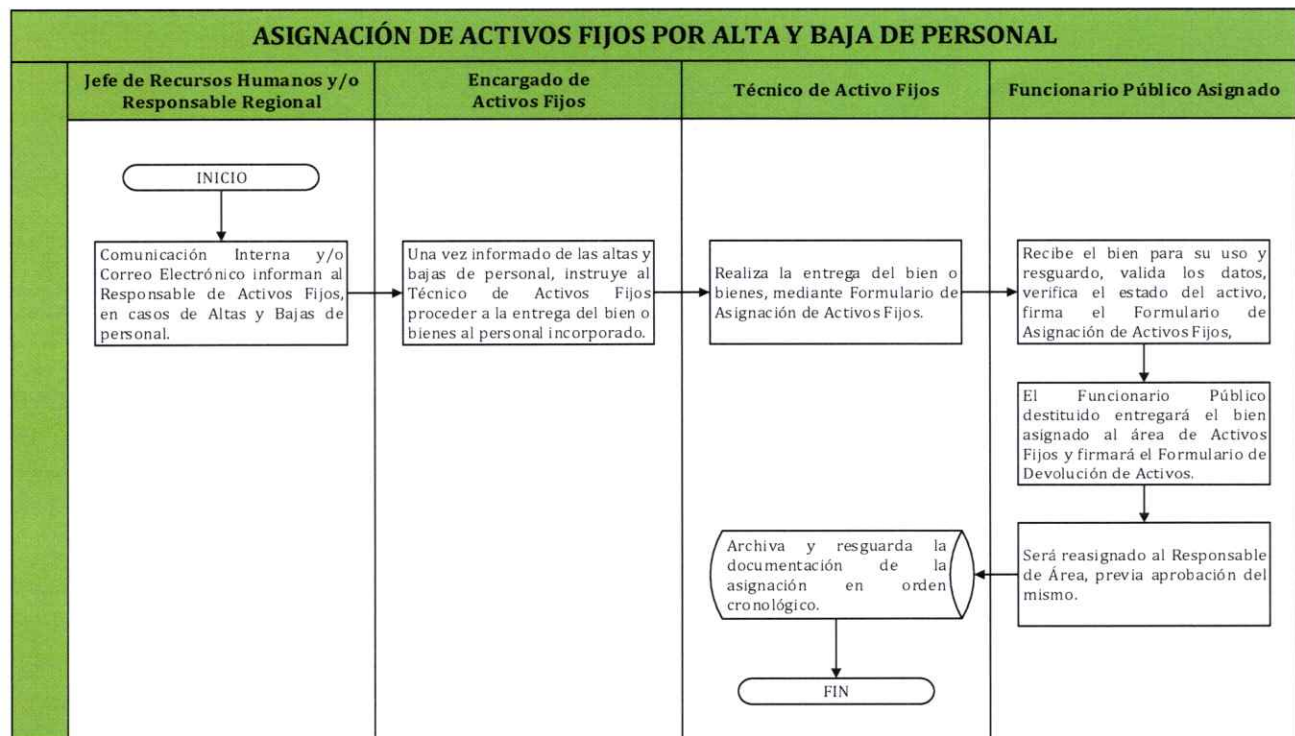 ASIGNACIÓN DE ACTIVOS FIJOS POR ALTA Y BAJA DE PERSONAL
Jefe de Recursos Humanos y/o
Responsable Regional
Encargado de
Activos Fijos
Técnico de Activo Fijos
Funcionario Público Asignado
INICIO
Comunicación Interna y/o
Correo Electrónico informan al
Responsable de Activos Fijos,
en casos de Altas y Bajas de
personal.
Una vez informado de las altas y
bajas de personal, instruye al
Técnico de Activos Fijos
proceder a la entrega del bien o
bienes al personal incorporado.
Realiza la entrega del bien o
bienes, mediante Formulario de
Asignación de Activos Fijos.
Recibe el bien para su uso y
resguardo, valida los datos,
verifica el estado del activo,
firma el Formulario de
Asignación de Activos Fijos,
El Funcionario Público
destituido entregará el bien
asignado al área de Activos
Fijos y firmará el Formulario de
Devolución de Activos.
Será reasignado al Responsable
de Área, previa aprobación del
mismo.
Archiva y resguarda la
documentación de la
asignación en orden
cronológico.
FIN